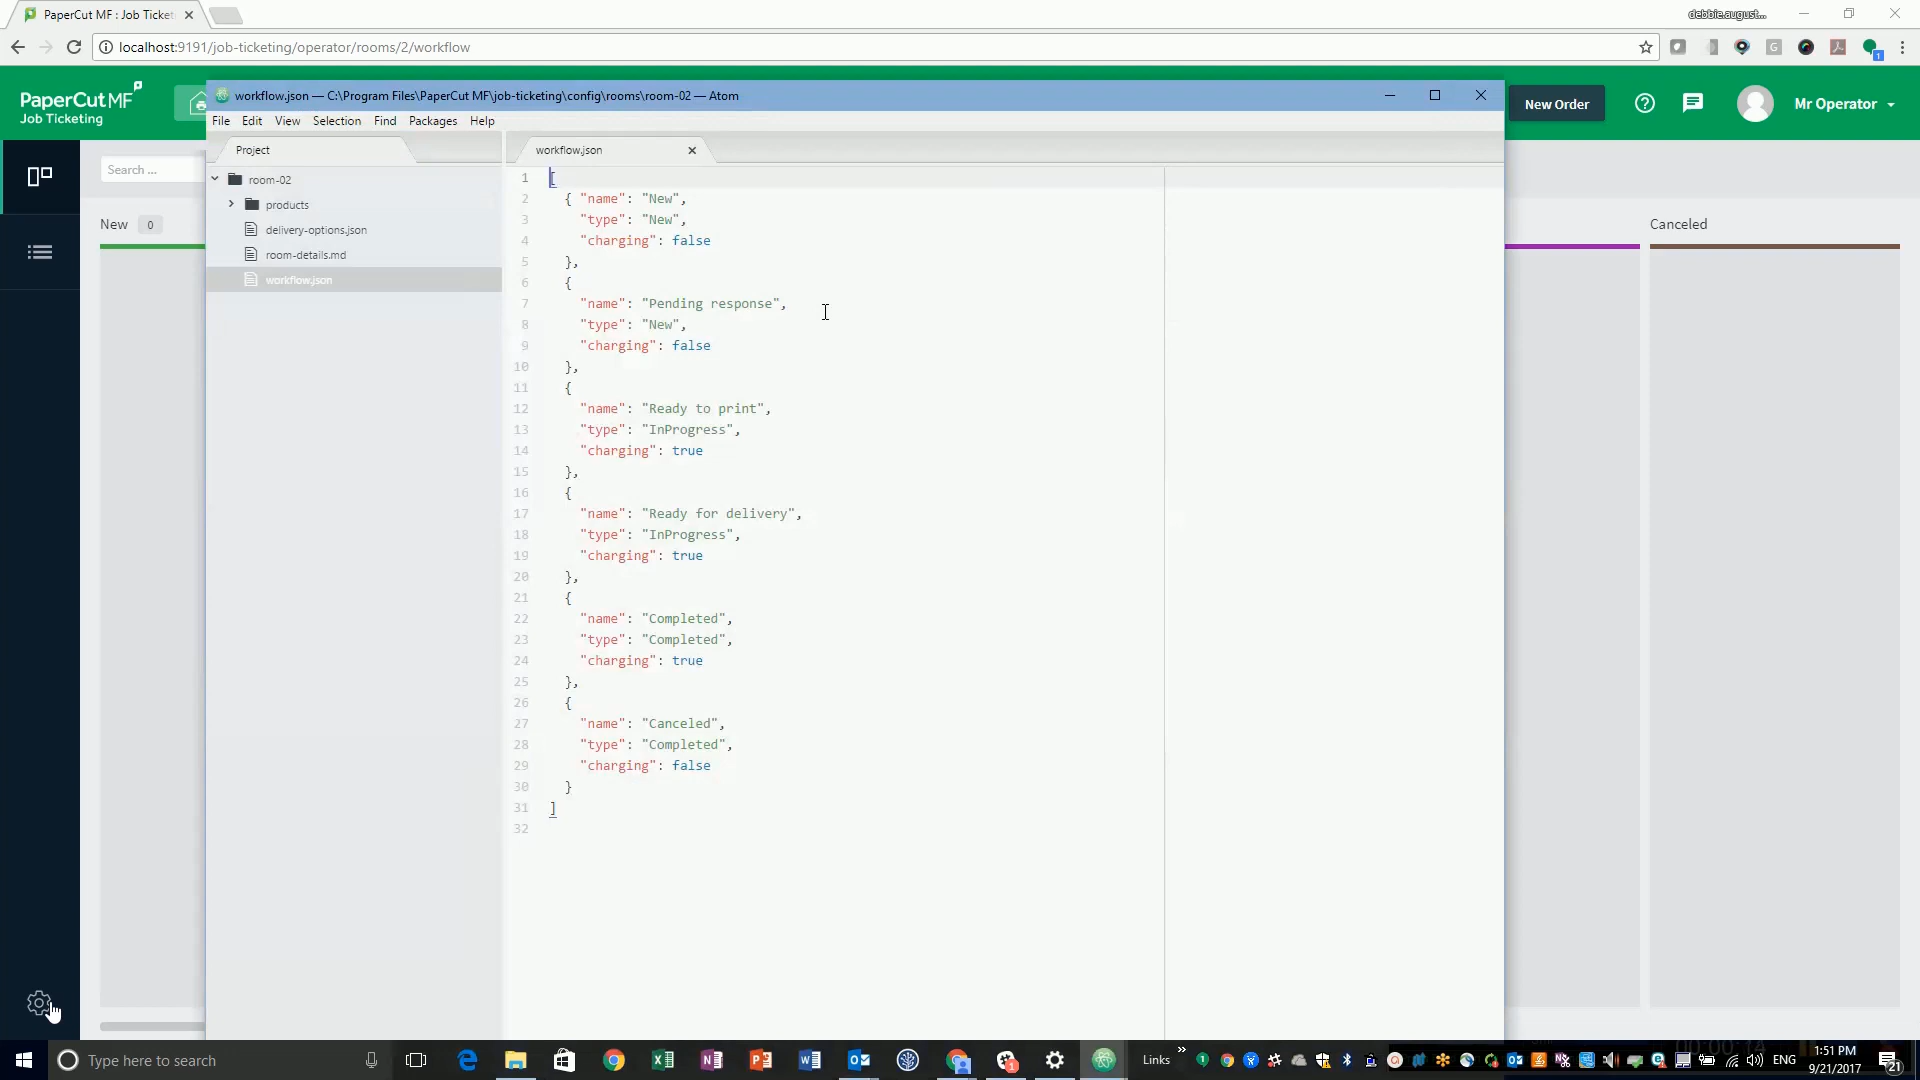 PaperCut MF : Job Ticket
debbie.august...
localhost:9191/job-ticketing/operator/rooms/2/workflow
PaperCut MF
Job Ticketing
New Order
Mr Operator
workflow.json — C:\Program Files\PaperCut MF\job-ticketing\config\rooms\room-02 — Atom
File Edit View Selection Find Packages Help
Project
workflow.json
Search ...
New 0
Canceled
room-02
products
delivery-options.json
room-details.md
workflow.json
1 [
2 { "name": "New",
3 "type": "New",
4 "charging": false
5 },
6 {
7 "name": "Pending response",
8 "type": "New",
9 "charging": false
10 },
11 {
12 "name": "Ready to print",
13 "type": "InProgress",
14 "charging": true
15 },
16 {
17 "name": "Ready for delivery",
18 "type": "InProgress",
19 "charging": true
20 },
21 {
22 "name": "Completed",
23 "type": "Completed",
24 "charging": true
25 },
26 {
27 "name": "Canceled",
28 "type": "Completed",
29 "charging": false
30 }
31 ]
32
Type here to search
Links
ENG
1:51 PM
9/21/2017
21